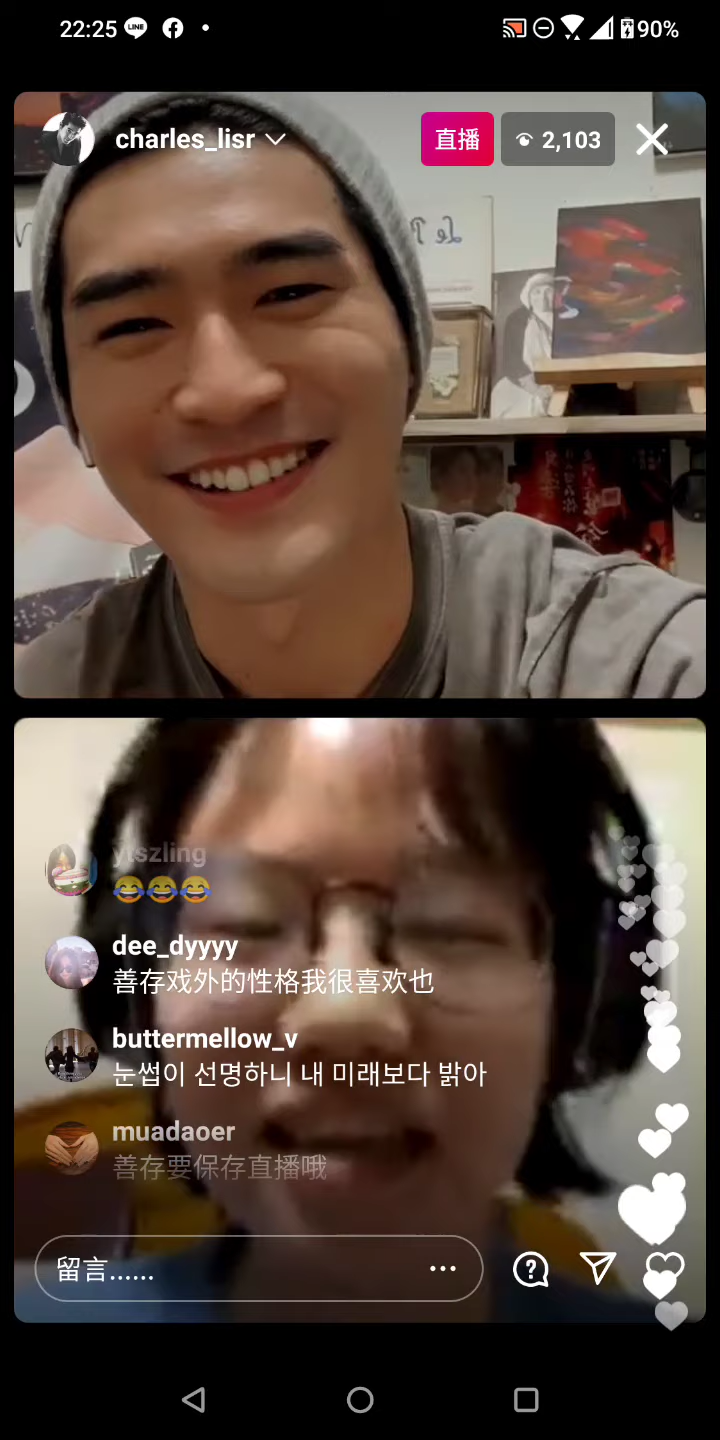 22:25
LINE
90%
charles_lisr
直播
2,103
ytszling
😂😂😂
dee_dyyyy
善存戏外的性格我很喜欢也
buttermellow_v
눈썹이 선명하니 내 미래보다 밝아
muadaoer
善存要保存直播哦
留言......